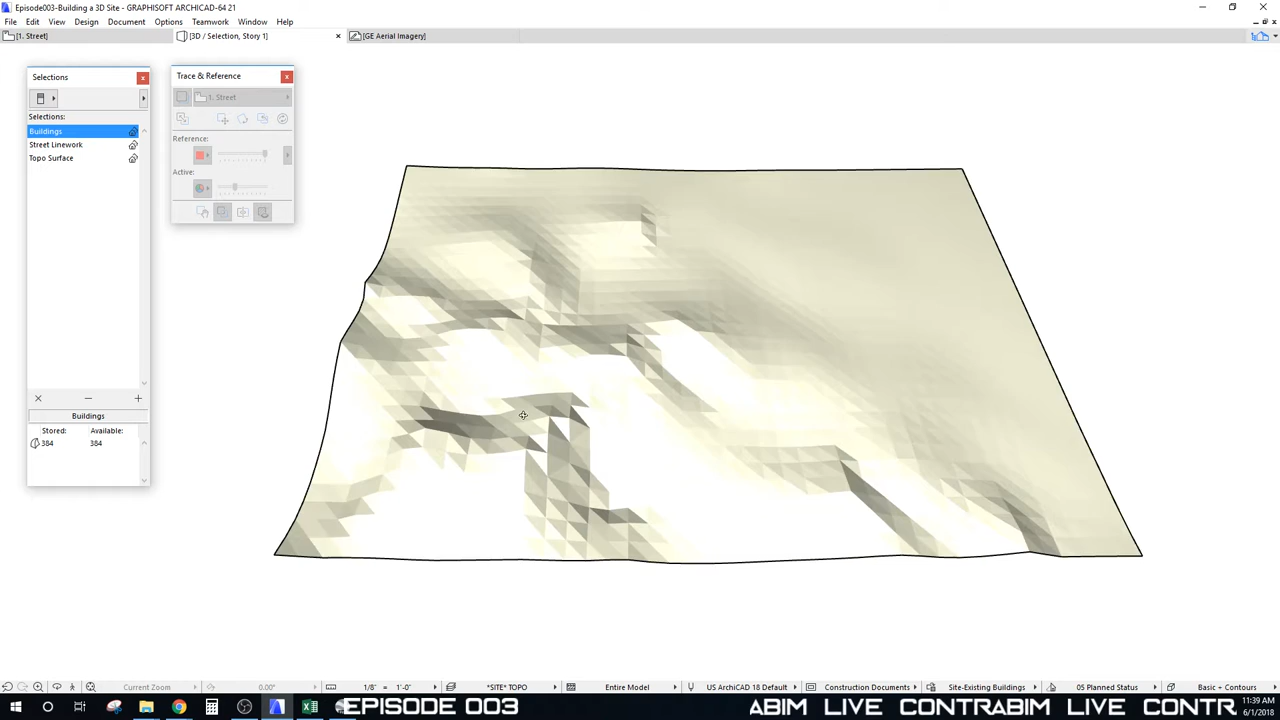 Episode003-Building a 3D Site - GRAPHISOFT ARCHICAD-64 21
File Edit View Design Document Options Teamwork Window Help
[1. Street] [3D / Selection, Story 1] [GE Aerial Imagery]
Selections
Selections:
Buildings
Street Linework
Topo Surface
Buildings
Stored: Available:
384 384
Trace & Reference
1. Street
Reference:
Active:
Current Zoom 0.00° 1/8" = 1'-0" *SITE* TOPO Entire Model US ArchiCAD 18 Default Construction Documents Site-Existing Buildings 05 Planned Status Basic + Contours
EPISODE 003
ABIM LIVE CONTRABIM LIVE CONTR
11:39 AM
6/1/2018